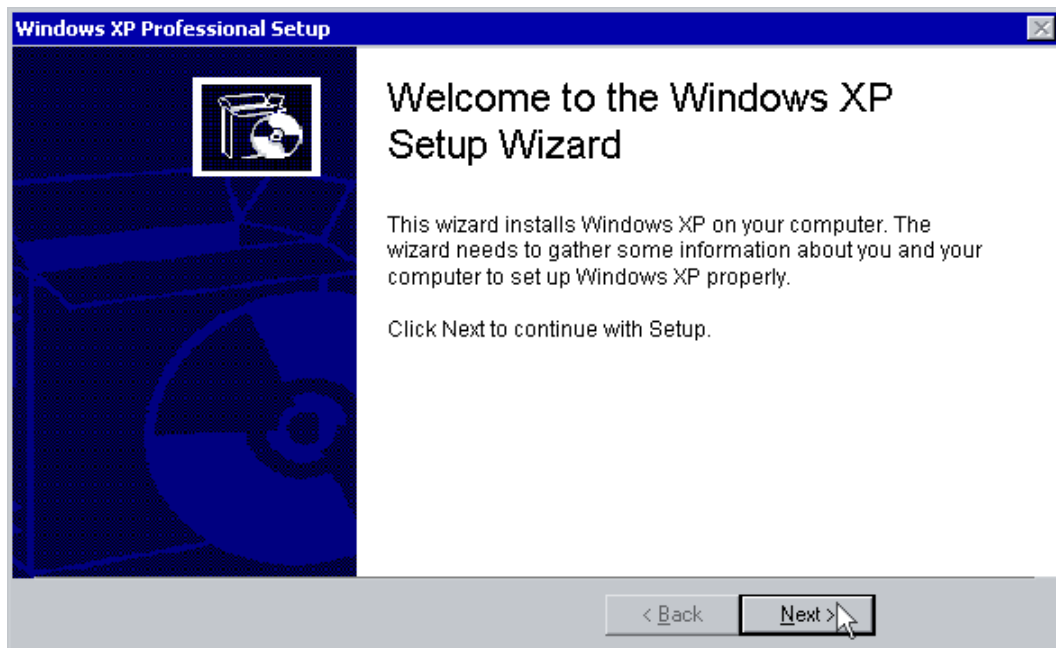 Windows XP Professional Setup
Welcome to the Windows XP
Setup Wizard
This wizard installs Windows XP on your computer. The
wizard needs to gather some information about you and your
computer to set up Windows XP properly.
Click Next to continue with Setup.
< Back
Next >